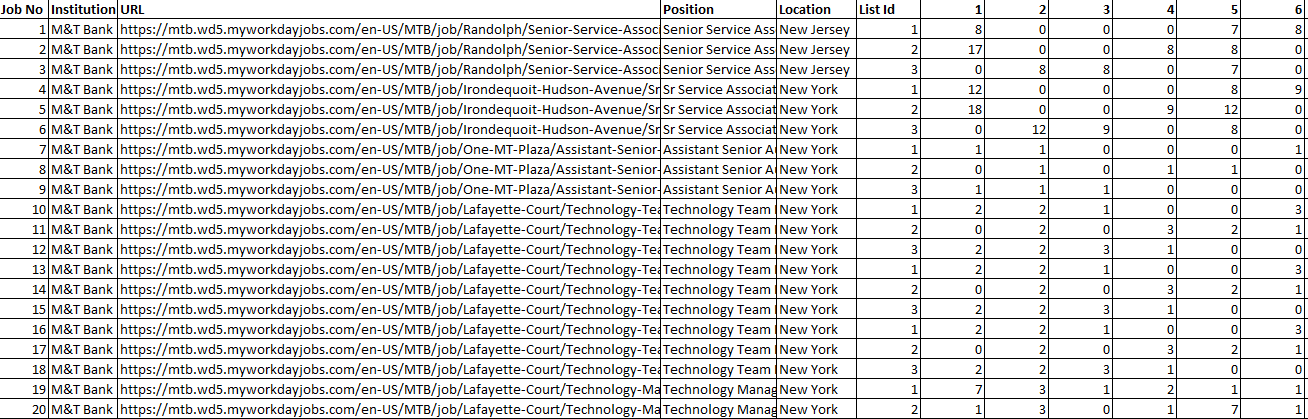 Job No Institution URL Position Location List Id 1 2 3 4 5 6
1 M&T Bank https://mtb.wd5.myworkdayjobs.com/en-US/MTB/job/Randolph/Senior-Service-Assoc Senior Service Ass New Jersey 1 8 0 0 0 7 8
2 M&T Bank https://mtb.wd5.myworkdayjobs.com/en-US/MTB/job/Randolph/Senior-Service-Assoc Senior Service Ass New Jersey 2 17 0 0 8 8 0
3 M&T Bank https://mtb.wd5.myworkdayjobs.com/en-US/MTB/job/Randolph/Senior-Service-Assoc Senior Service Ass New Jersey 3 0 8 8 0 7 0
4 M&T Bank https://mtb.wd5.myworkdayjobs.com/en-US/MTB/job/Irondequoit-Hudson-Avenue/Sr Sr Service Associat New York 1 12 0 0 0 8 9
5 M&T Bank https://mtb.wd5.myworkdayjobs.com/en-US/MTB/job/Irondequoit-Hudson-Avenue/Sr Sr Service Associat New York 2 18 0 0 9 12 0
6 M&T Bank https://mtb.wd5.myworkdayjobs.com/en-US/MTB/job/Irondequoit-Hudson-Avenue/Sr Sr Service Associat New York 3 0 12 9 0 8 0
7 M&T Bank https://mtb.wd5.myworkdayjobs.com/en-US/MTB/job/One-MT-Plaza/Assistant-Senior- Assistant Senior A New York 1 1 1 0 0 0 1
8 M&T Bank https://mtb.wd5.myworkdayjobs.com/en-US/MTB/job/One-MT-Plaza/Assistant-Senior- Assistant Senior A New York 2 0 1 0 1 1 0
9 M&T Bank https://mtb.wd5.myworkdayjobs.com/en-US/MTB/job/One-MT-Plaza/Assistant-Senior- Assistant Senior A New York 3 1 1 1 0 0 0
10 M&T Bank https://mtb.wd5.myworkdayjobs.com/en-US/MTB/job/Lafayette-Court/Technology-Tea Technology Team New York 1 2 2 1 0 0 3
11 M&T Bank https://mtb.wd5.myworkdayjobs.com/en-US/MTB/job/Lafayette-Court/Technology-Tea Technology Team New York 2 0 2 0 3 2 1
12 M&T Bank https://mtb.wd5.myworkdayjobs.com/en-US/MTB/job/Lafayette-Court/Technology-Tea Technology Team New York 3 2 2 3 1 0 0
13 M&T Bank https://mtb.wd5.myworkdayjobs.com/en-US/MTB/job/Lafayette-Court/Technology-Tea Technology Team New York 1 2 2 1 0 0 3
14 M&T Bank https://mtb.wd5.myworkdayjobs.com/en-US/MTB/job/Lafayette-Court/Technology-Tea Technology Team New York 2 0 2 0 3 2 1
15 M&T Bank https://mtb.wd5.myworkdayjobs.com/en-US/MTB/job/Lafayette-Court/Technology-Tea Technology Team New York 3 2 2 3 1 0 0
16 M&T Bank https://mtb.wd5.myworkdayjobs.com/en-US/MTB/job/Lafayette-Court/Technology-Tea Technology Team New York 1 2 2 1 0 0 3
17 M&T Bank https://mtb.wd5.myworkdayjobs.com/en-US/MTB/job/Lafayette-Court/Technology-Tea Technology Team New York 2 0 2 0 3 2 1
18 M&T Bank https://mtb.wd5.myworkdayjobs.com/en-US/MTB/job/Lafayette-Court/Technology-Tea Technology Team New York 3 2 2 3 1 0 0
19 M&T Bank https://mtb.wd5.myworkdayjobs.com/en-US/MTB/job/Lafayette-Court/Technology-Ma Technology Manag New York 1 7 3 1 2 1 1
20 M&T Bank https://mtb.wd5.myworkdayjobs.com/en-US/MTB/job/Lafayette-Court/Technology-Ma Technology Manag New York 2 1 3 0 1 7 1